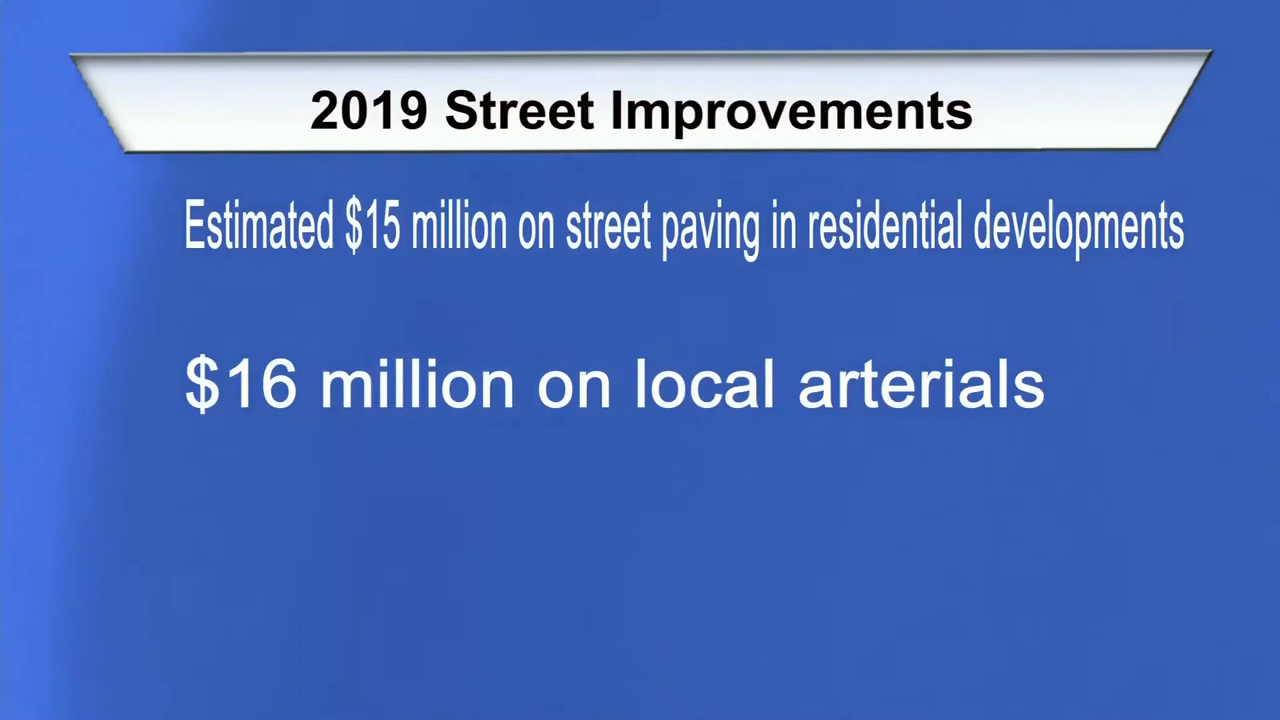 2019 Street Improvements
Estimated $15 million on street paving in residential developments
$16 million on local arterials